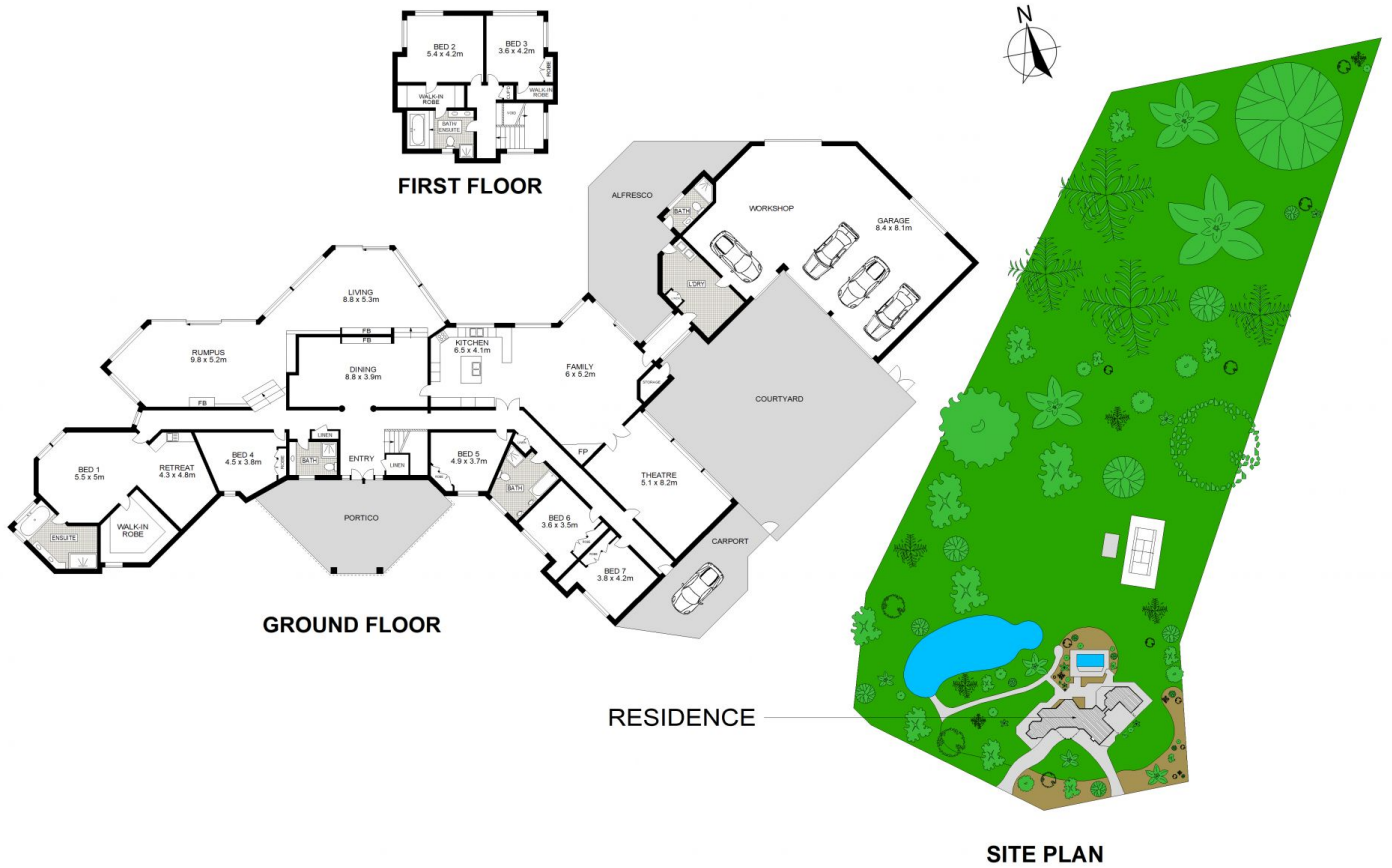 BED 2
5.4 x 4.2m
BED 3
3.6 x 4.2m
ROBE
WALK-IN
ROBE
WALK-IN
ROBE
BATH/
ENSUITE
VOID
FIRST FLOOR
N
ALFRESCO
BATH
WORKSHOP
GARAGE
8.4 x 8.1m
L'DRY
LIVING
8.8 x 5.3m
FB
FB
RUMPUS
9.8 x 5.2m
DINING
8.8 x 3.9m
KITCHEN
6.5 x 4.1m
FAMILY
6 x 5.2m
STORAGE
COURTYARD
FB
LINEN
BED 1
5.5 x 5m
RETREAT
4.3 x 4.8m
BED 4
4.5 x 3.8m
ROBE
BATH
ENTRY
LINEN
BED 5
4.9 x 3.7m
FP
THEATRE
5.1 x 8.2m
BATH
ENSUITE
WALK-IN
ROBE
PORTICO
BED 6
3.6 x 3.5m
CARPORT
BED 7
3.8 x 4.2m
GROUND FLOOR
RESIDENCE
SITE PLAN